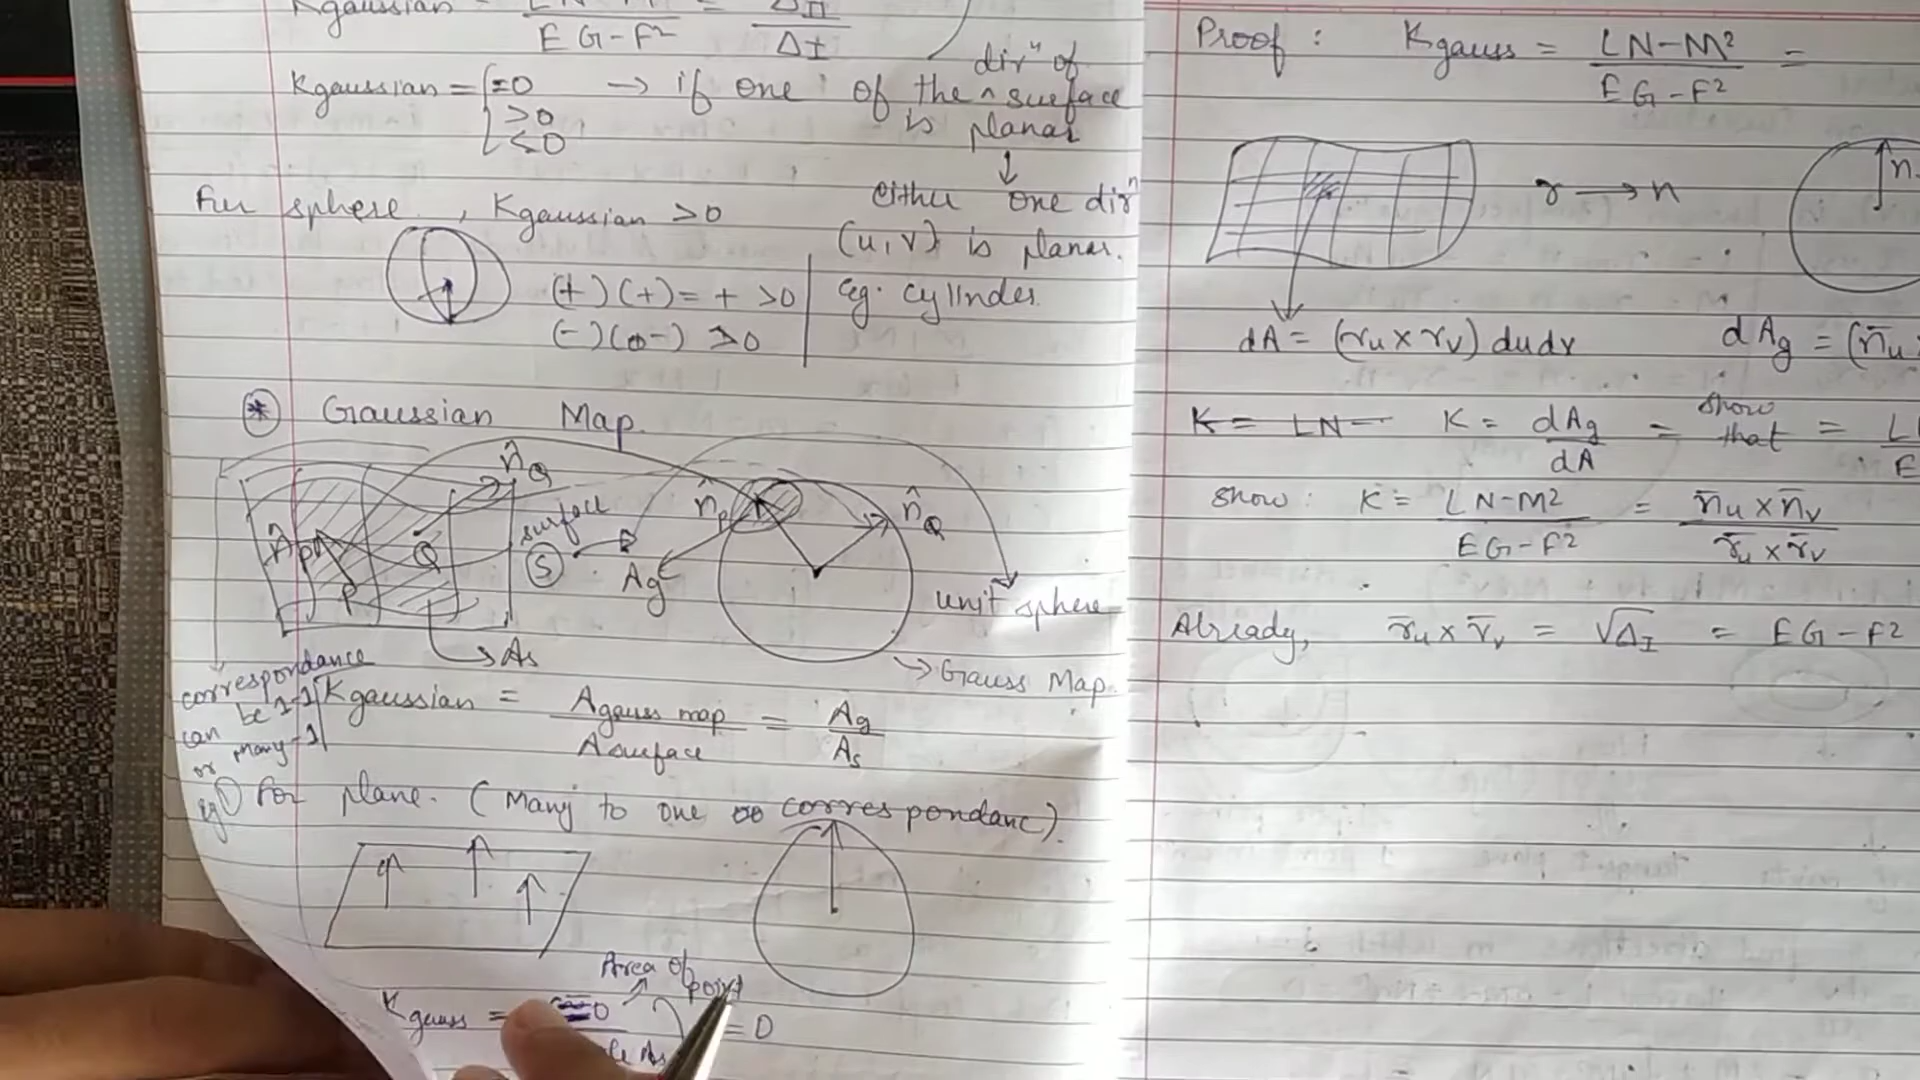 Kgaussian = LN-M² / EG-F² = ΔII / ΔI
Kgaussian = { =0 → if one of the ^ surface
dirⁿ of
>0
<0
is planar
↓
either one dirⁿ
(u,v) is planar.
eg. cylinder
For sphere, Kgaussian >0
(+)(+) = + >0
(-)(-) >0
* Gaussian Map.
n̂Q
n̂P
P
Q
surface
S
As
Ag
n̂P
n̂Q
unit sphere
→ Gauss Map.
correspondance
can be 1-1
or many-1
Kgaussian = Agauss map / Asurface = Ag / As
eg ① For plane. (Many to one correspondanc).
Area of
point
Kgauss = 0
As
= 0
Proof : Kgauss = LN-M² / EG-F² =
r → n
n
dA = (ru × rv) dudv
dAg = (n̄u
K = LN- K = dAg / dA = show that = L
E
show : K = LN-M² / EG-F² = n̄u × n̄v / r̄u × r̄v
Already, r̄u × r̄v = √ΔI = EG-F²